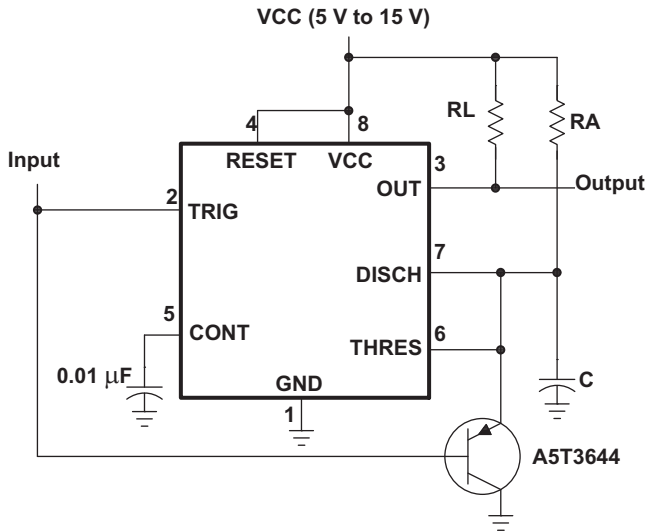 VCC (5 V to 15 V)
4
8
RL
RA
RESET
VCC
3
Input
OUT
Output
2
TRIG
7
DISCH
5
CONT
6
THRES
0.01 μF
GND
C
1
A5T3644